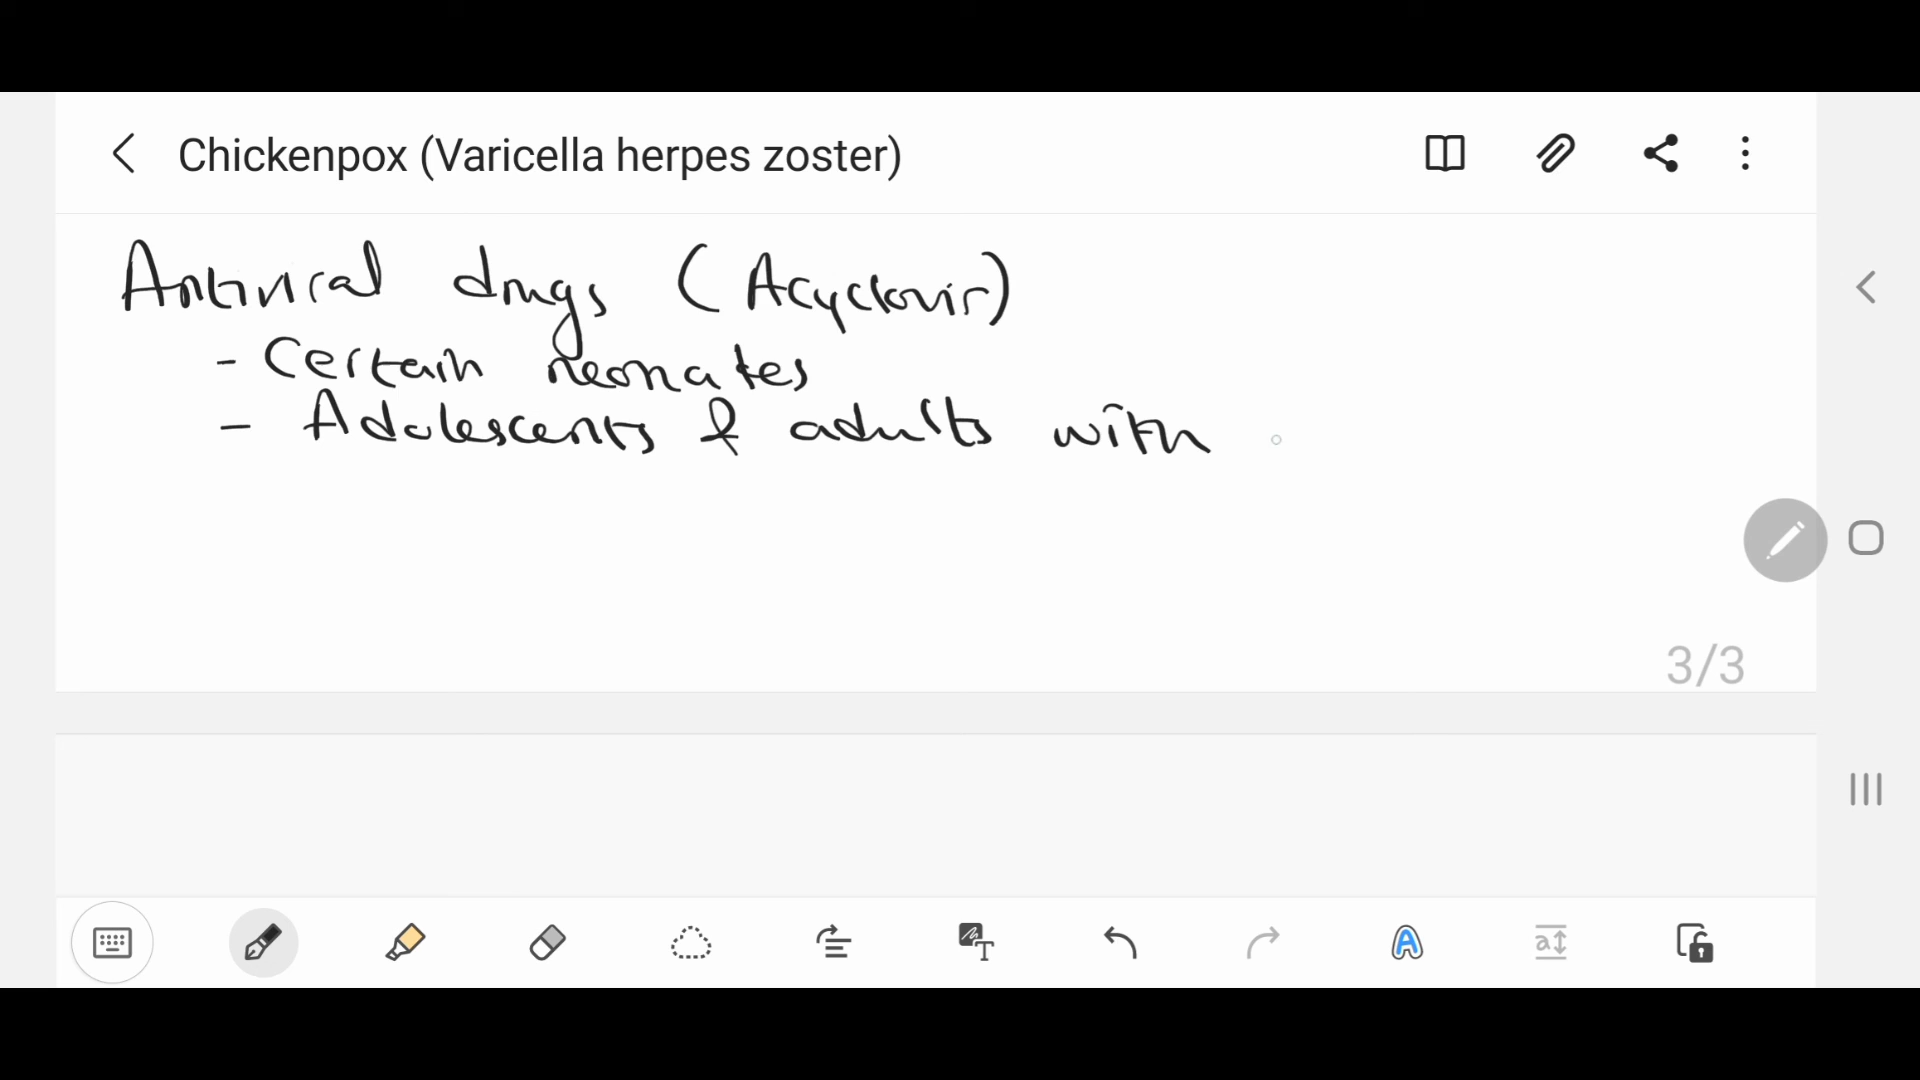 Chickenpox (Varicella herpes zoster)
Antiviral drugs (Acyclovir)
- Certain neonates
- Adolescents & adults with
3/3